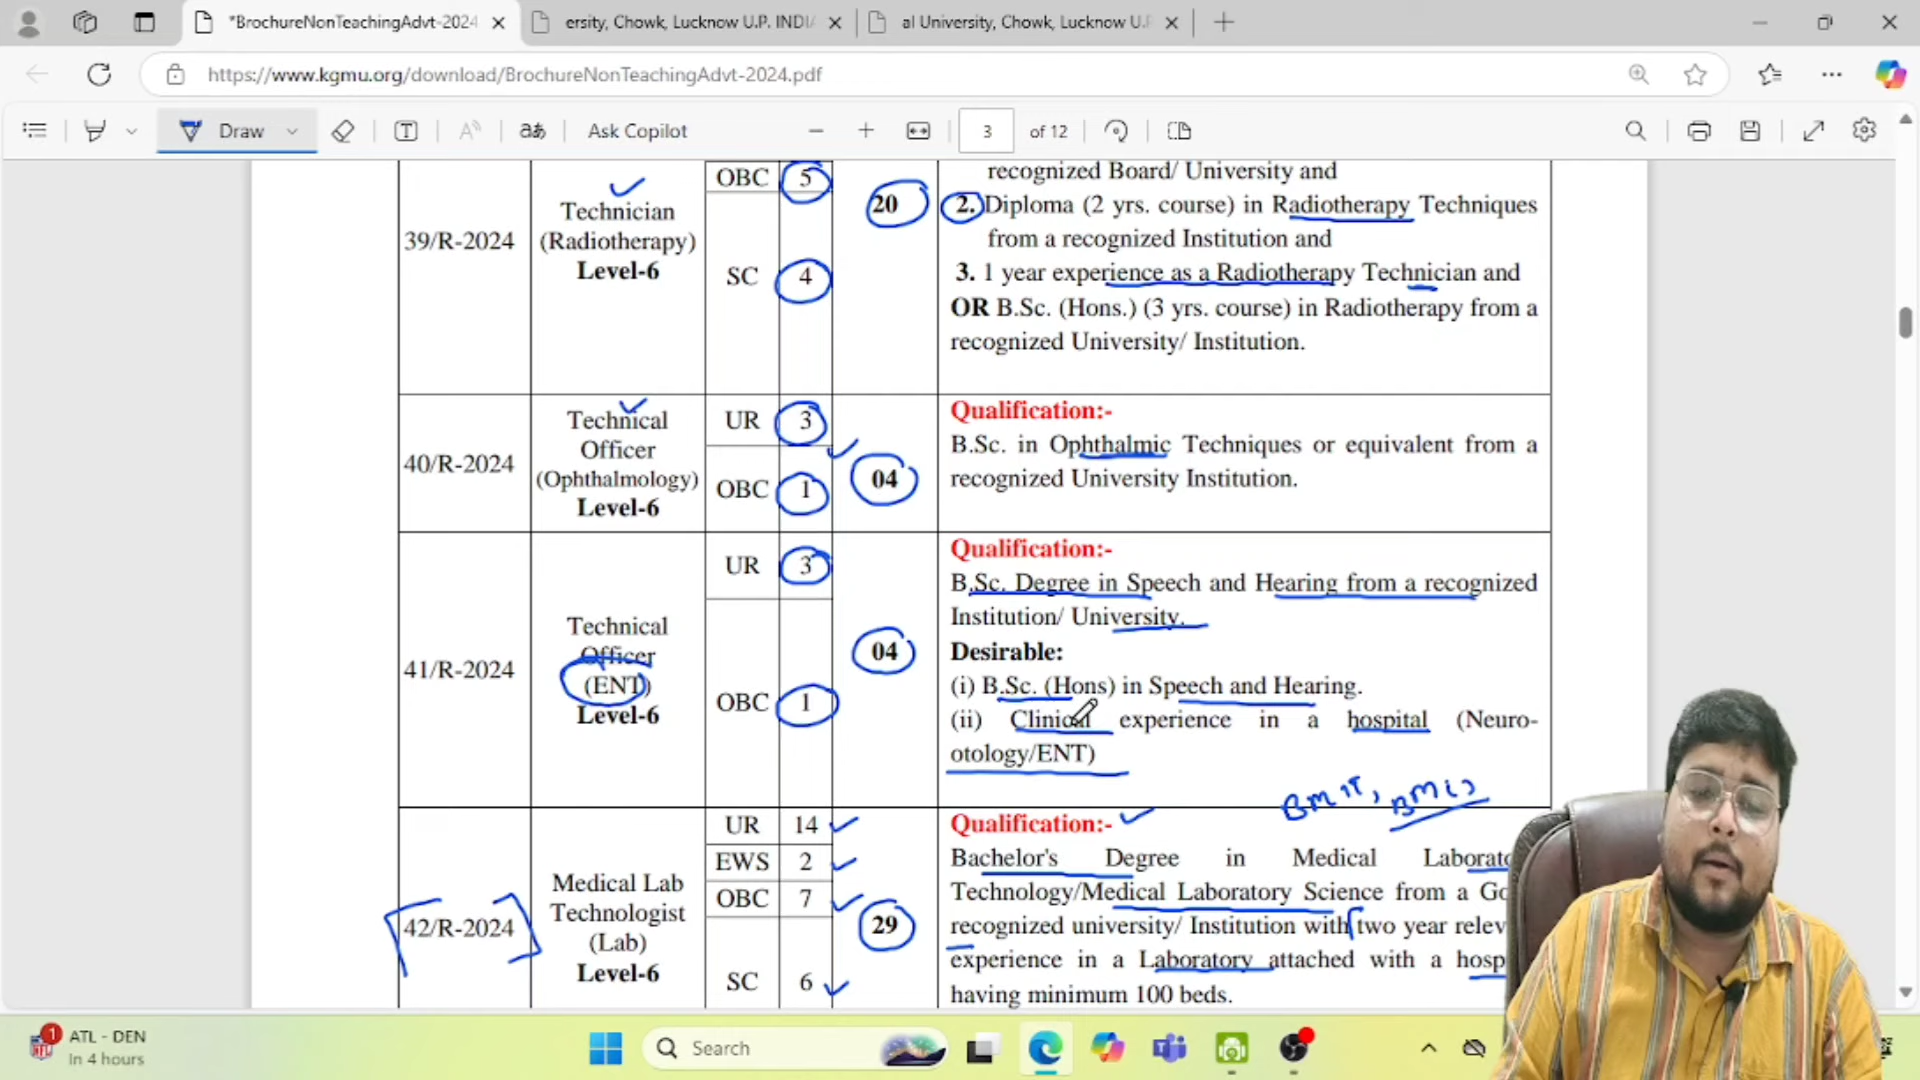 *BrochureNonTeachingAdvt-2024
ersity, Chowk, Lucknow U.P. INDI
al University, Chowk, Lucknow U.P
https://www.kgmu.org/download/BrochureNonTeachingAdvt-2024.pdf
Draw
Ask Copilot
3 of 12
39/R-2024
Technician
(Radiotherapy)
Level-6
OBC 5
SC 4
20
recognized Board/ University and
2. Diploma (2 yrs. course) in Radiotherapy Techniques
from a recognized Institution and
3. 1 year experience as a Radiotherapy Technician and
OR B.Sc. (Hons.) (3 yrs. course) in Radiotherapy from a
recognized University/ Institution.
40/R-2024
Technical
Officer
(Ophthalmology)
Level-6
UR 3
OBC 1
04
Qualification:-
B.Sc. in Ophthalmic Techniques or equivalent from a
recognized University Institution.
41/R-2024
Technical
Officer
(ENT)
Level-6
UR 3
OBC 1
04
Qualification:-
B.Sc. Degree in Speech and Hearing from a recognized
Institution/ University.
Desirable:
(i) B.Sc. (Hons) in Speech and Hearing.
(ii) Clinical experience in a hospital (Neuro-
otology/ENT)
42/R-2024
Medical Lab
Technologist
(Lab)
Level-6
UR 14
EWS 2
OBC 7
SC 6
29
Qualification:-
Bachelor's Degree in Medical Laborato
Technology/Medical Laboratory Science from a Go
recognized university/ Institution with two year relev
experience in a Laboratory attached with a hosp
having minimum 100 beds.
1
ATL - DEN
In 4 hours
Search